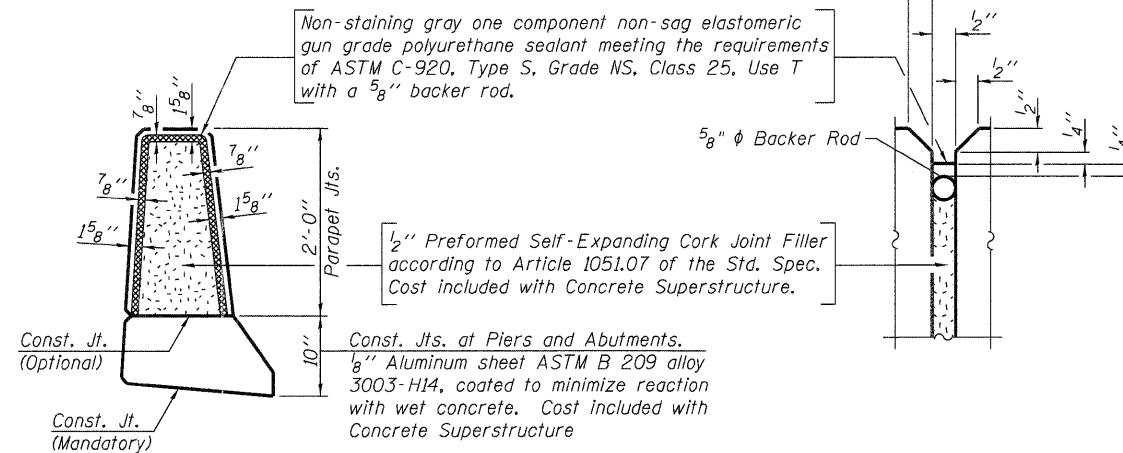 Non-staining gray one component non-sag elastomeric
gun grade polyurethane sealant meeting the requirements
of ASTM C-920, Type S, Grade NS, Class 25, Use T
with a 5/8" backer rod.
1/2"
1/2"
1/2"
1/4"
1/4"
7/8"
1 5/8"
5/8" ϕ Backer Rod
7/8"
7/8"
1 5/8"
1 5/8"
2'-0"
Parapet Jts.
1/2" Preformed Self-Expanding Cork Joint Filler
according to Article 1051.07 of the Std. Spec.
Cost included with Concrete Superstructure.
Const. Jt.
(Optional)
10"
Const. Jts. at Piers and Abutments.
1/8" Aluminum sheet ASTM B 209 alloy
3003-H14, coated to minimize reaction
with wet concrete. Cost included with
Concrete Superstructure
Const. Jt.
(Mandatory)